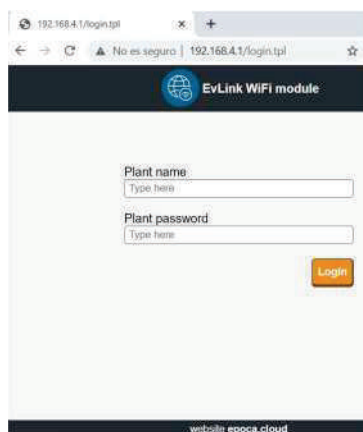 192.168.4.1/login.tpl
No es seguro | 192.168.4.1/login.tpl
EvLink WiFi module
Plant name
Type here
Plant password
Type here
Login
website epoca.cloud